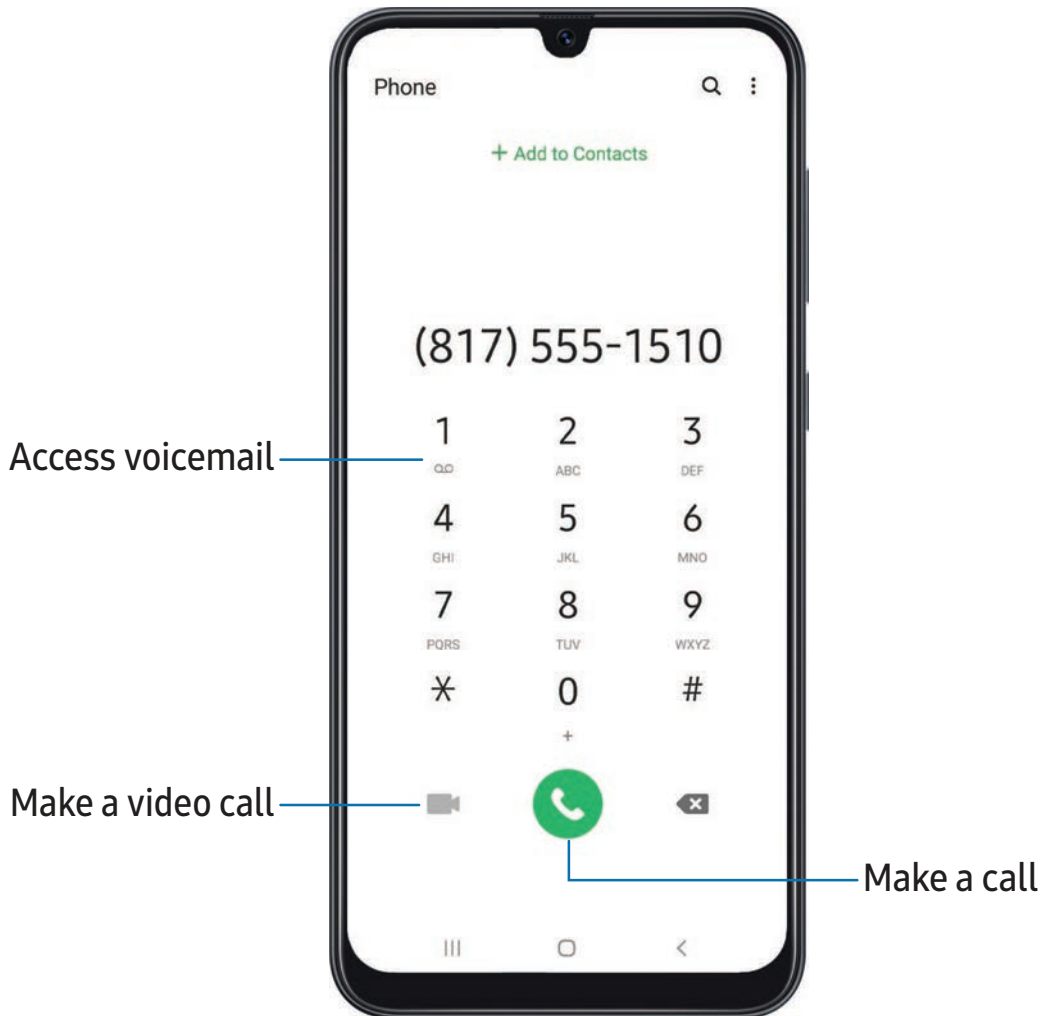 Phone
+ Add to Contacts
(817) 555-1510
1 2 3
ABC DEF
Access voicemail
4 5 6
GHI JKL MNO
7 8 9
PQRS TUV WXYZ
* 0 #
+
Make a video call
Make a call